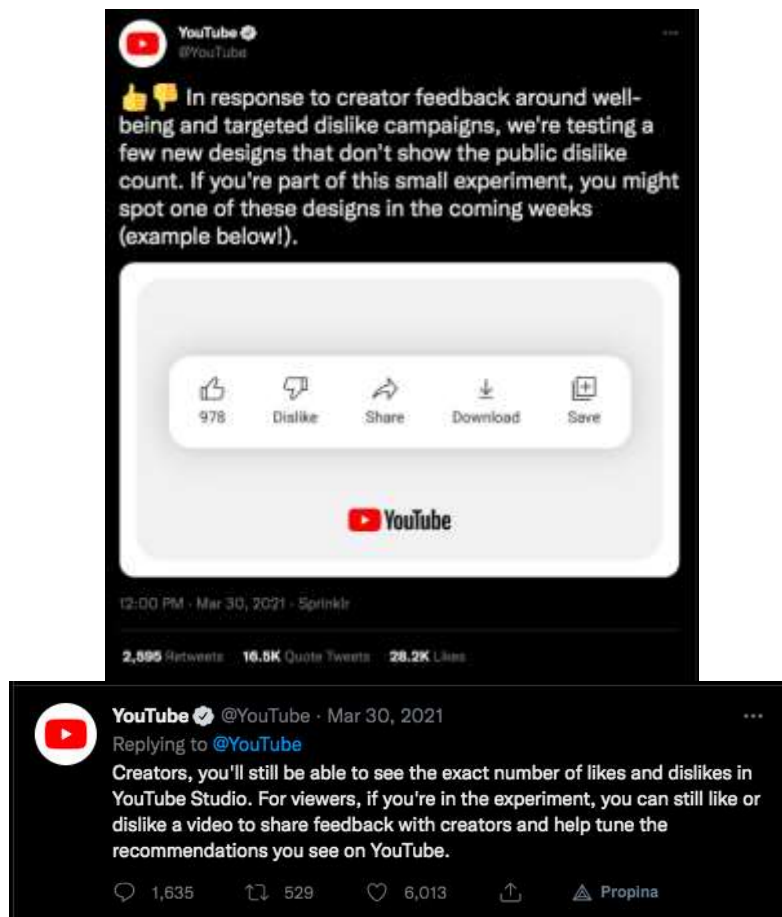 YouTube
@YouTube
👍👎 In response to creator feedback around well-
being and targeted dislike campaigns, we're testing a
few new designs that don't show the public dislike
count. If you're part of this small experiment, you might
spot one of these designs in the coming weeks
(example below!).
978 Dislike Share Download Save
YouTube
12:00 PM · Mar 30, 2021 · Sprinklr
2,595 Retweets 16.5K Quote Tweets 28.2K Likes
YouTube @YouTube · Mar 30, 2021
Replying to @YouTube
Creators, you'll still be able to see the exact number of likes and dislikes in
YouTube Studio. For viewers, if you're in the experiment, you can still like or
dislike a video to share feedback with creators and help tune the
recommendations you see on YouTube.
1,635 529 6,013 Propina